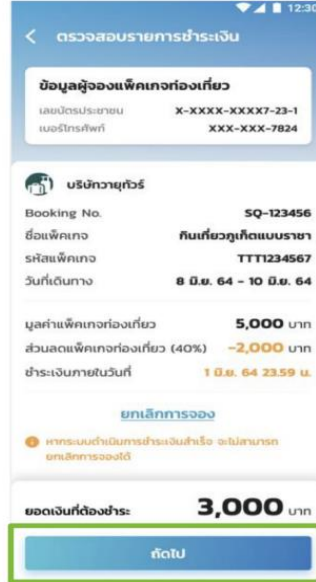 12:30
ตรวจสอบรายการชำระเงิน
ข้อมูลผู้จองแพ็คเกจท่องเที่ยว
เลขบัตรประชาชน X-XXXX-XXXX7-23-1
เบอร์โทรศัพท์ XXX-XXX-7824
บริษัทวายุทัวร์
Booking No. SQ-123456
ชื่อแพ็คเกจ กินเที่ยวภูเก็ตแบบราชา
รหัสแพ็กเกจ TTT1234567
วันที่เดินทาง 8 มิ.ย. 64 - 10 มิ.ย. 64
มูลค่าแพ็คเกจท่องเที่ยว 5,000 บาท
ส่วนลดแพ็คเกจท่องเที่ยว (40%) -2,000 บาท
ชำระเงินภายในวันที่ 1 มิ.ย. 64 23.59 น.
ยกเลิกการจอง
หากระบบดำเนินการชำระเงินสำเร็จ จะไม่สามารถ
ยกเลิกการจองได้
ยอดเงินที่ต้องชำระ 3,000 บาท
ถัดไป